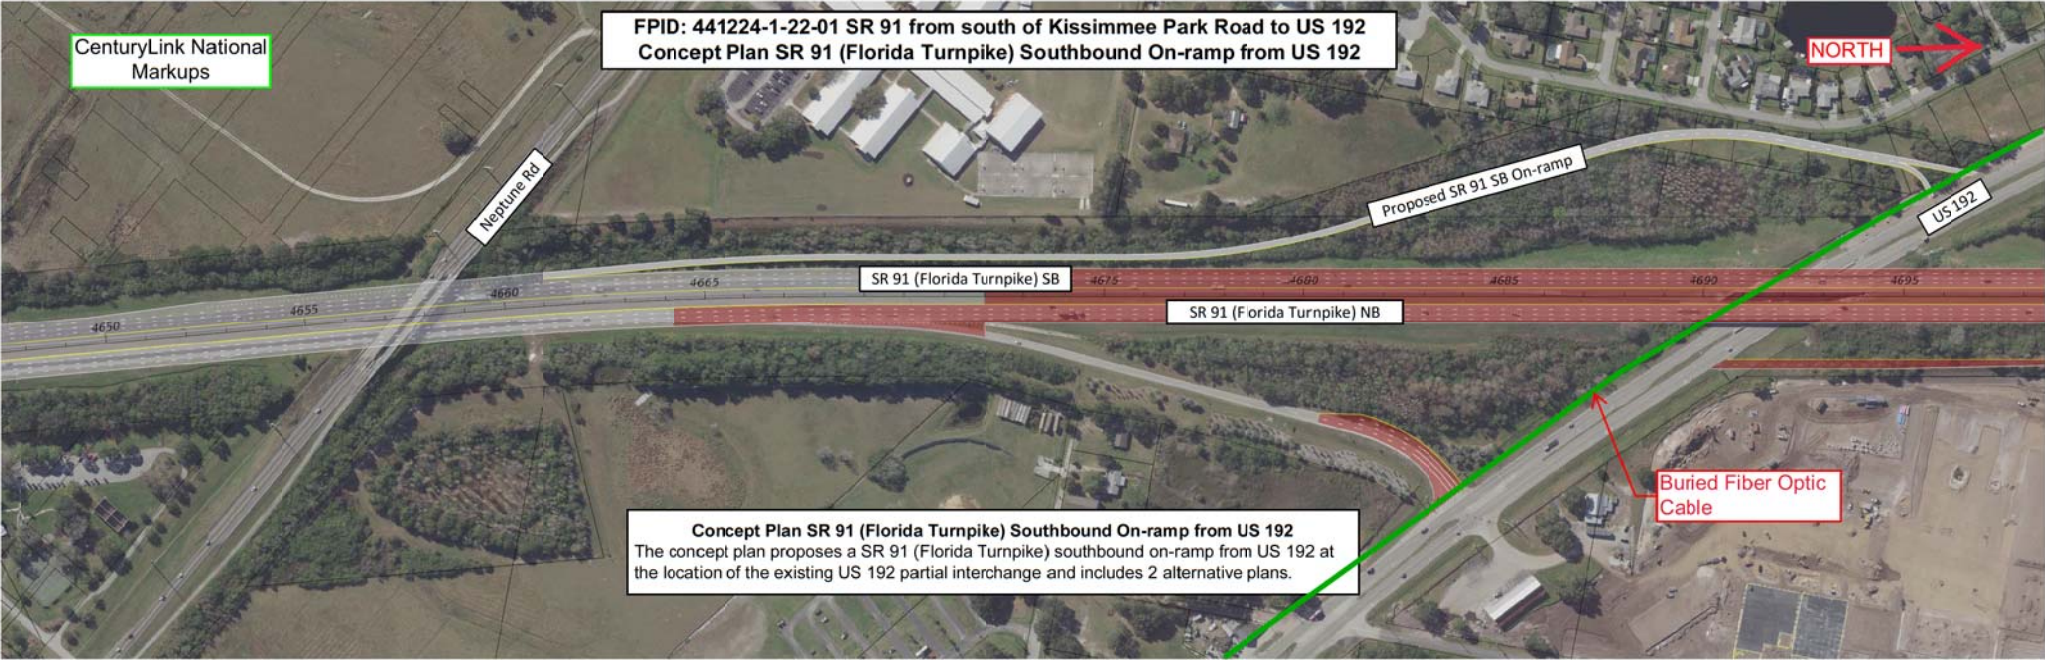 FPID: 441224-1-22-01 SR 91 from south of Kissimmee Park Road to US 192
Concept Plan SR 91 (Florida Turnpike) Southbound On-ramp from US 192
CenturyLink National
Markups
NORTH
Neptune Rd
Proposed SR 91 SB On-ramp
US 192
SR 91 (Florida Turnpike) SB
4650
4655
4660
4665
4675
4680
4685
4690
4695
SR 91 (F orida Turnpike) NB
Buried Fiber Optic
Cable
Concept Plan SR 91 (Florida Turnpike) Southbound On-ramp from US 192
The concept plan proposes a SR 91 (Florida Turnpike) southbound on-ramp from US 192 at
the location of the existing US 192 partial interchange and includes 2 alternative plans.